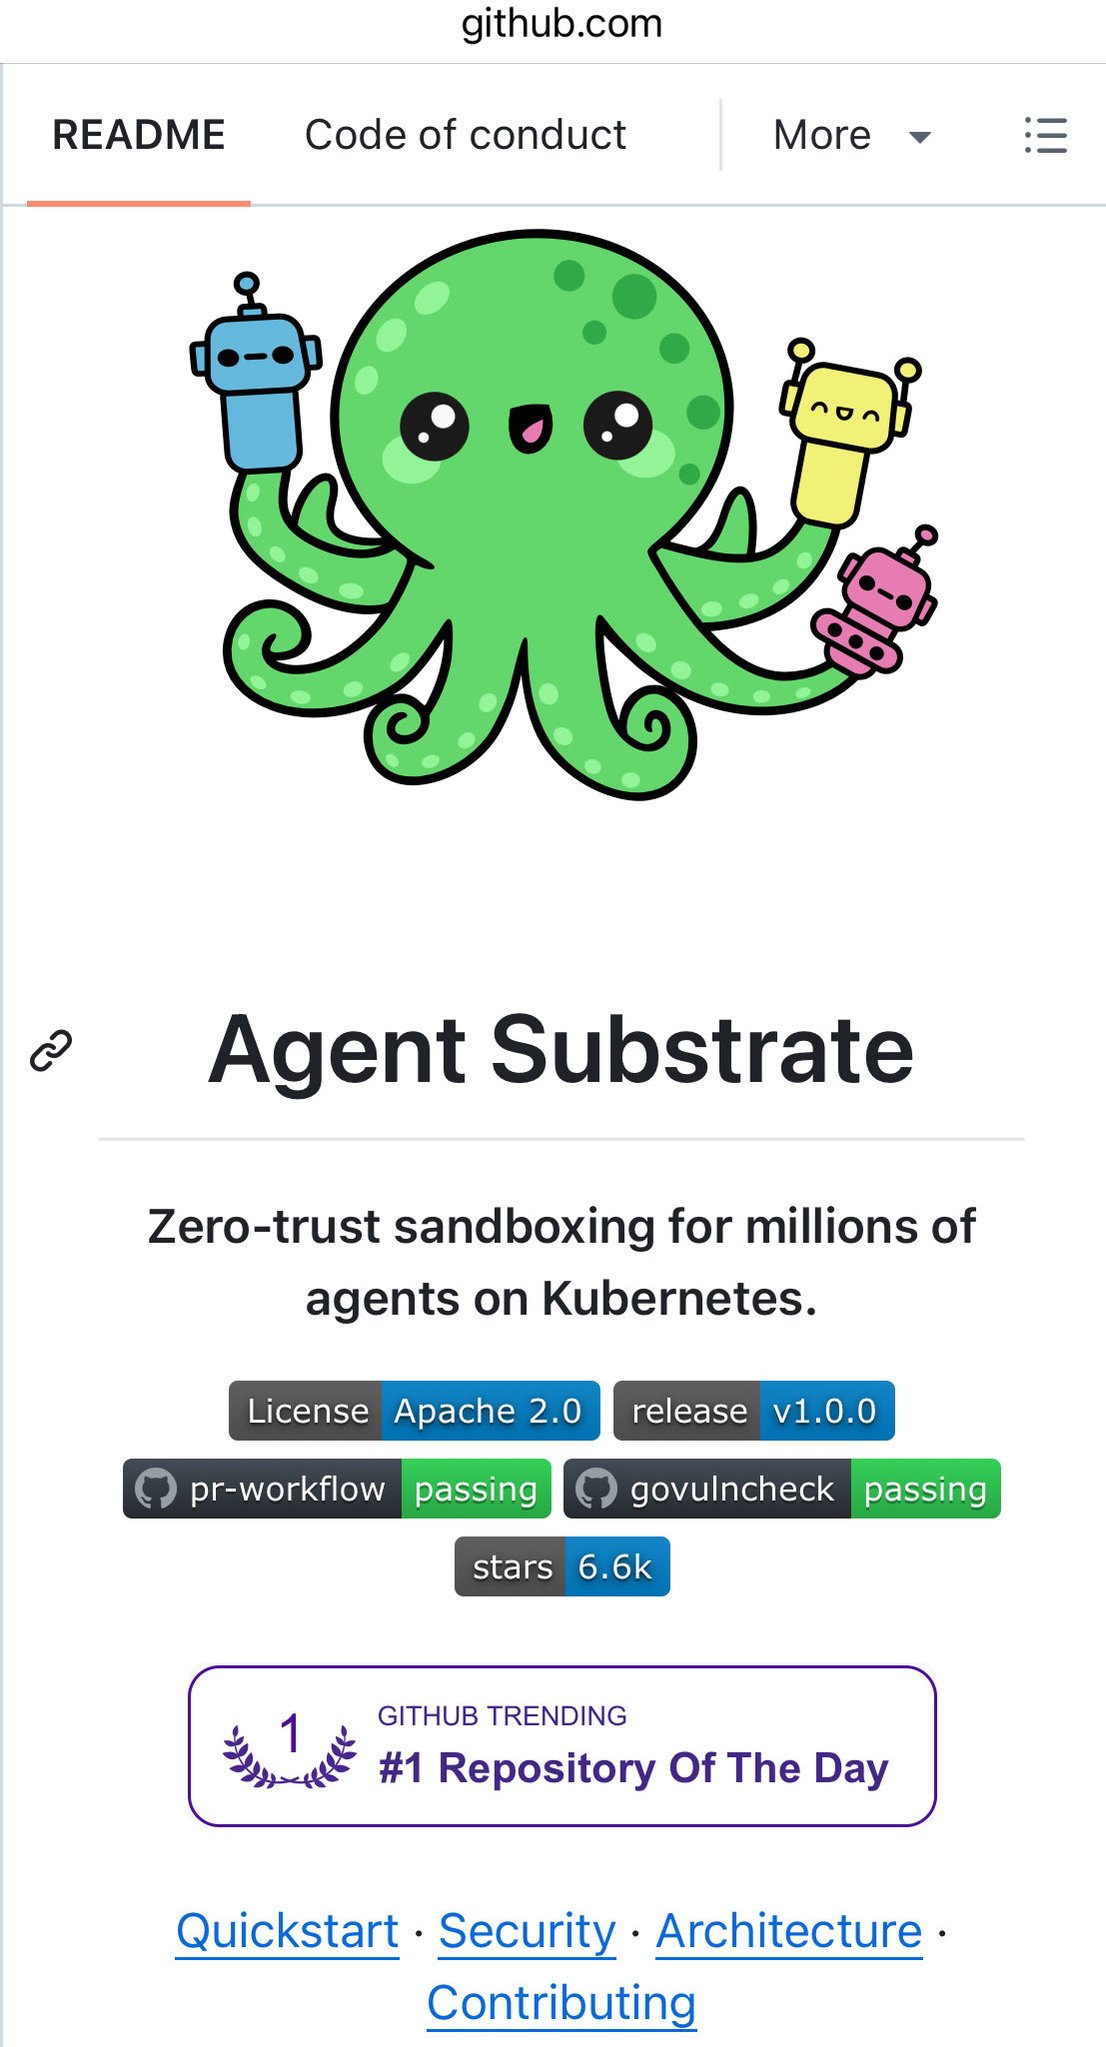 github.com
README Code of conduct More
Agent Substrate
Zero-trust sandboxing for millions of
agents on Kubernetes.
License Apache 2.0 release v1.0.0
pr-workflow passing govulncheck passing
stars 6.6k
1 GITHUB TRENDING
#1 Repository Of The Day
Quickstart · Security · Architecture ·
Contributing